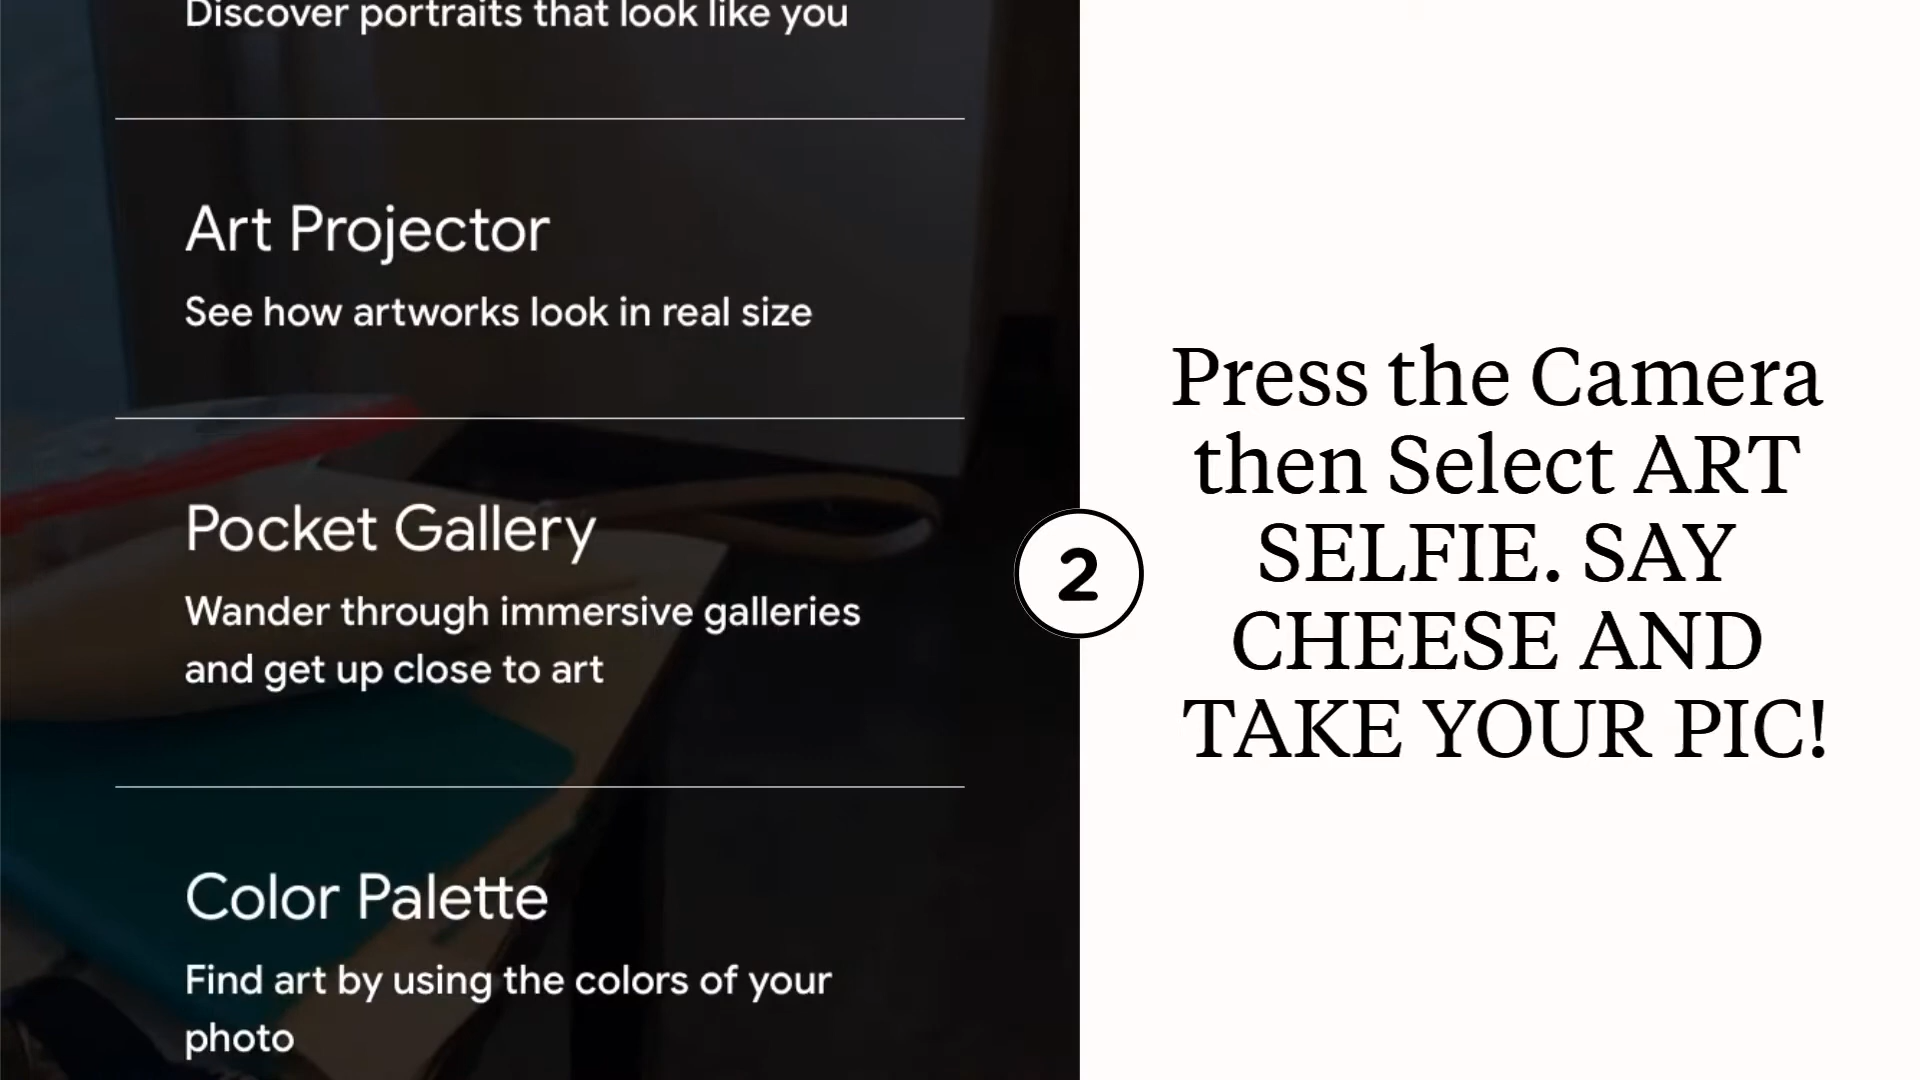 Discover portraits that look like you
Art Projector
See how artworks look in real size
Pocket Gallery
Wander through immersive galleries
and get up close to art
Color Palette
Find art by using the colors of your
photo
2
Press the Camera
then Select ART
SELFIE. SAY
CHEESE AND
TAKE YOUR PIC!